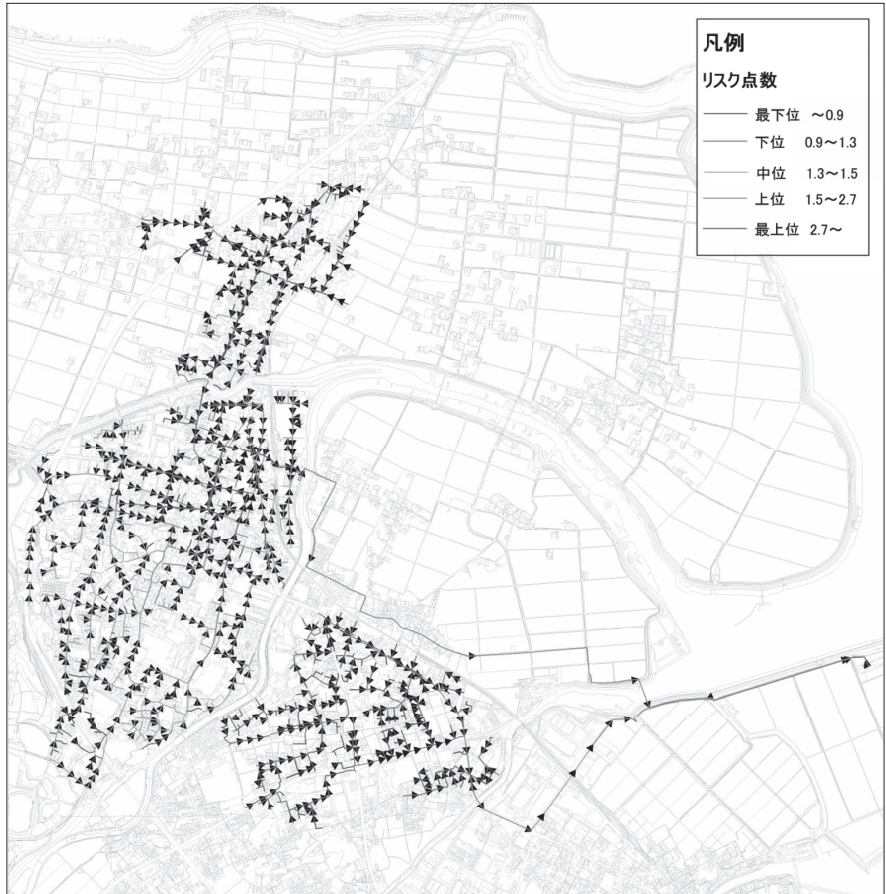 凡例
リスク点数
最下位 ～0.9
下位 0.9～1.3
中位 1.3～1.5
上位 1.5～2.7
最上位 2.7～